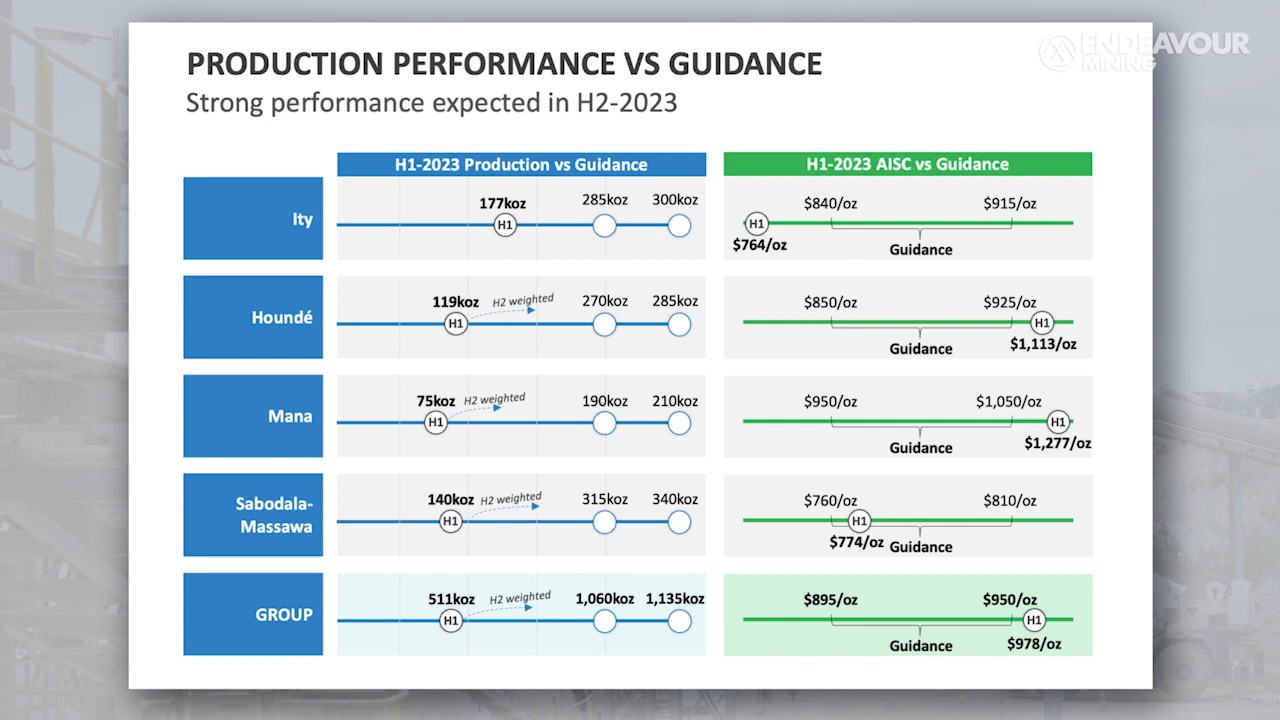 ENDEAVOUR
MINING
PRODUCTION PERFORMANCE VS GUIDANCE
Strong performance expected in H2-2023
H1-2023 Production vs Guidance
H1-2023 AISC vs Guidance
Ity
177koz
285koz
300koz
H1
$840/oz
$915/oz
H1
$764/oz
Guidance
Houndé
119koz
H2 weighted
270koz
285koz
H1
$850/oz
$925/oz
H1
Guidance
$1,113/oz
Mana
75koz
H2 weighted
190koz
210koz
H1
$950/oz
$1,050/oz
H1
Guidance
$1,277/oz
Sabodala-
Massawa
140koz
H2 weighted
315koz
340koz
H1
$760/oz
$810/oz
H1
$774/oz
Guidance
GROUP
511koz
H2 weighted
1,060koz
1,135koz
H1
$895/oz
$950/oz
H1
Guidance
$978/oz